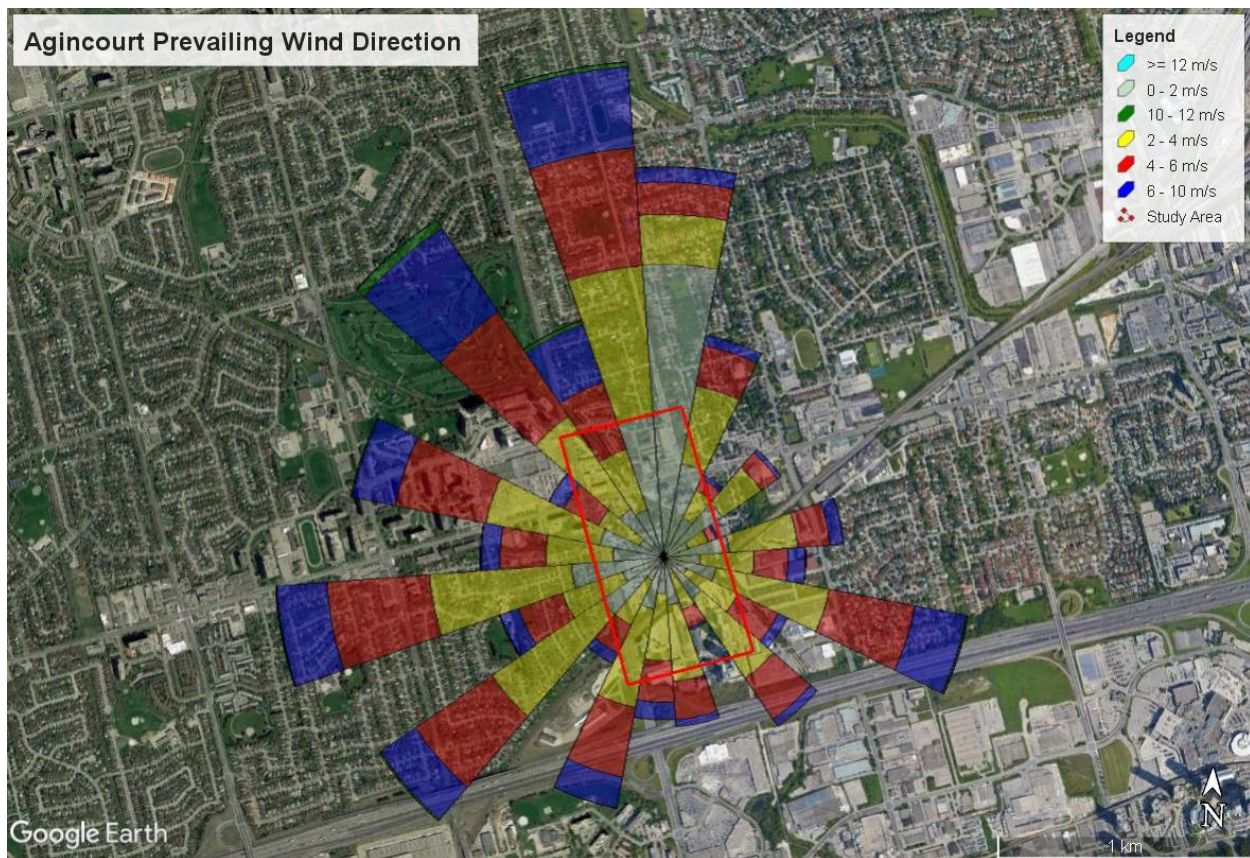 Agincourt Prevailing Wind Direction
Legend
>= 12 m/s
0 - 2 m/s
10 - 12 m/s
2 - 4 m/s
4 - 6 m/s
6 - 10 m/s
Study Area
N
Google Earth
1 km